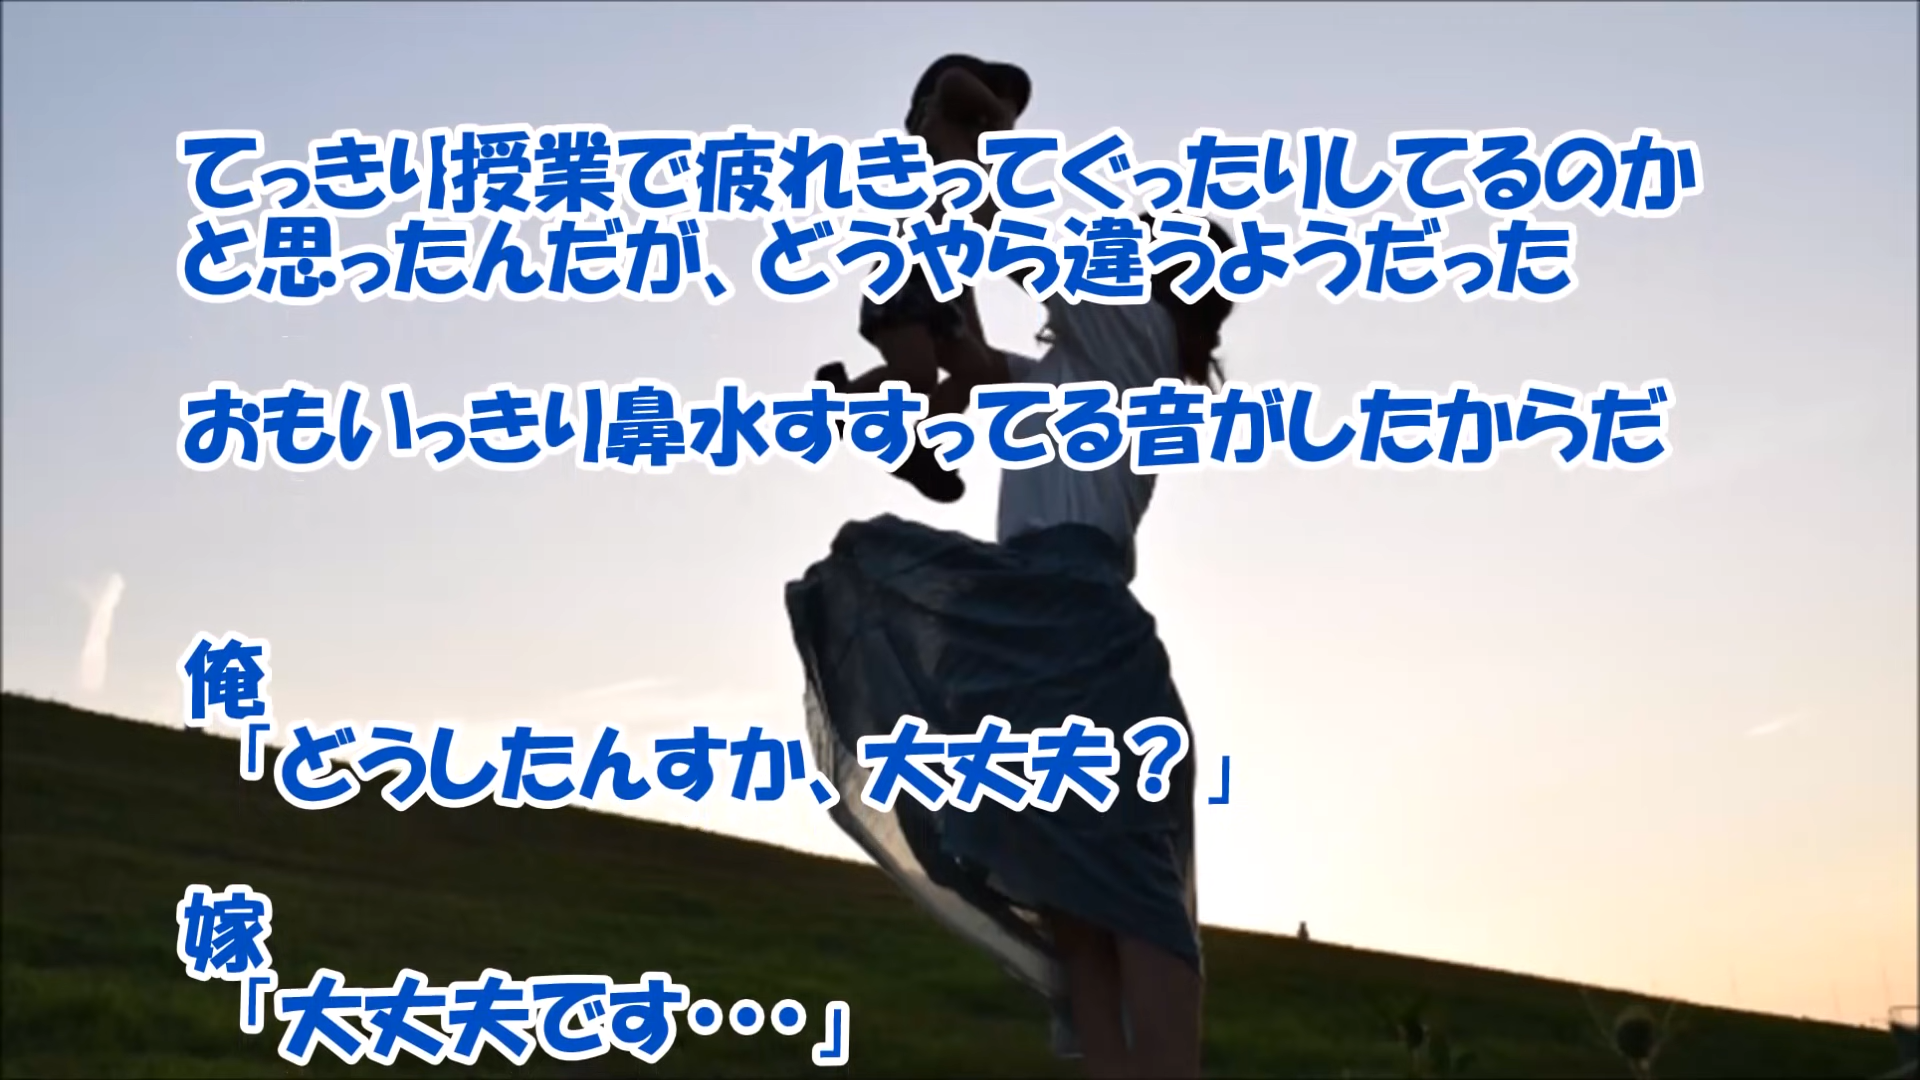 てっきり授業で疲れきってぐったりしてるのか
と思ったんだが、どうやら違うようだった
おもいっきり鼻水すすってる音がしたからだ
俺
「どうしたんすか、大丈夫？」
嫁
「大丈夫です･･･」